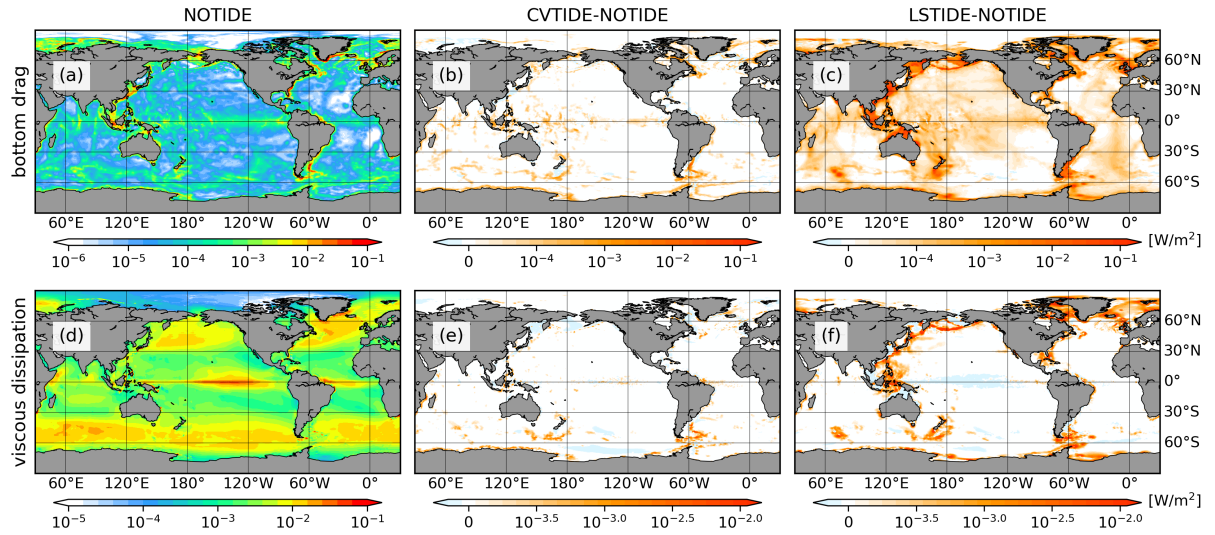 NOTIDE CVTIDE-NOTIDE LSTIDE-NOTIDE
bottom drag
(a) (b) (c)
60°N
30°N
0°
30°S
60°S
60°E 120°E 180° 120°W 60°W 0° 60°E 120°E 180° 120°W 60°W 0° 60°E 120°E 180° 120°W 60°W 0°
10⁻⁶ 10⁻⁵ 10⁻⁴ 10⁻³ 10⁻² 10⁻¹ 0 10⁻⁴ 10⁻³ 10⁻² 10⁻¹ 0 10⁻⁴ 10⁻³ 10⁻² 10⁻¹ [W/m²]
viscous dissipation
(d) (e) (f)
60°N
30°N
0°
30°S
60°S
60°E 120°E 180° 120°W 60°W 0° 60°E 120°E 180° 120°W 60°W 0° 60°E 120°E 180° 120°W 60°W 0°
10⁻⁵ 10⁻⁴ 10⁻³ 10⁻² 10⁻¹ 0 10⁻³·⁵ 10⁻³·⁰ 10⁻²·⁵ 10⁻²·⁰ 0 10⁻³·⁵ 10⁻³·⁰ 10⁻²·⁵ 10⁻²·⁰ [W/m²]